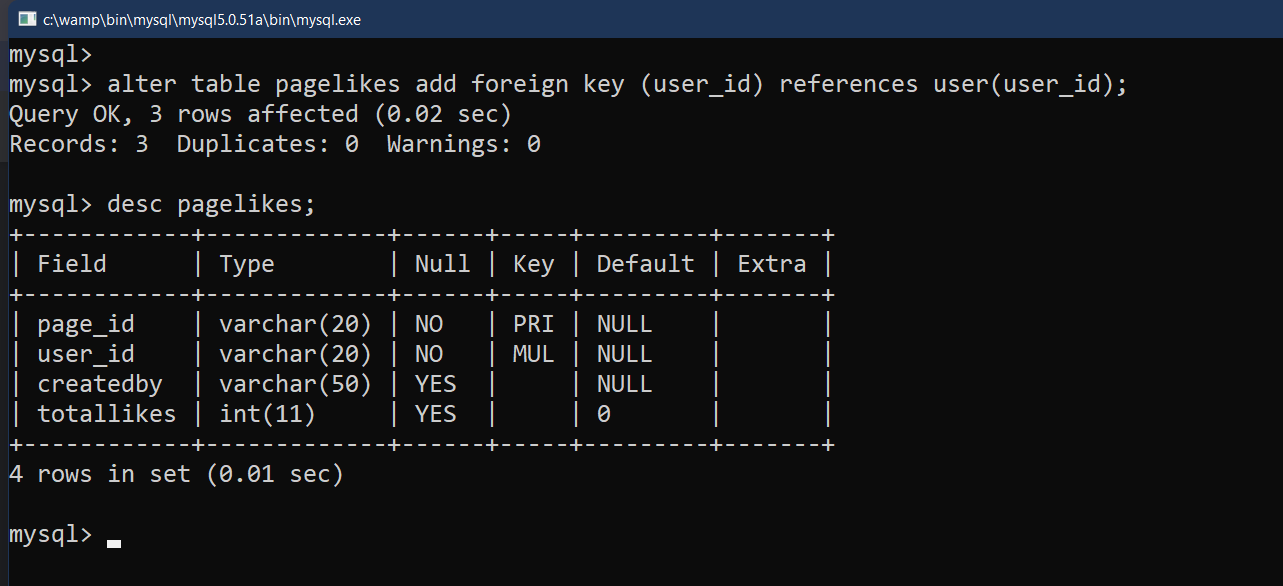 c:\wamp\bin\mysql\mysql5.0.51a\bin\mysql.exe
mysql>
mysql> alter table pagelikes add foreign key (user_id) references user(user_id);
Query OK, 3 rows affected (0.02 sec)
Records: 3  Duplicates: 0  Warnings: 0
mysql> desc pagelikes;
+------------+-------------+------+-----+---------+-------+
| Field      | Type        | Null | Key | Default | Extra |
+------------+-------------+------+-----+---------+-------+
| page_id    | varchar(20) | NO   | PRI | NULL    |       |
| user_id    | varchar(20) | NO   | MUL | NULL    |       |
| createdby  | varchar(50) | YES  |     | NULL    |       |
| totallikes | int(11)     | YES  |     | 0       |       |
+------------+-------------+------+-----+---------+-------+
4 rows in set (0.01 sec)
mysql>